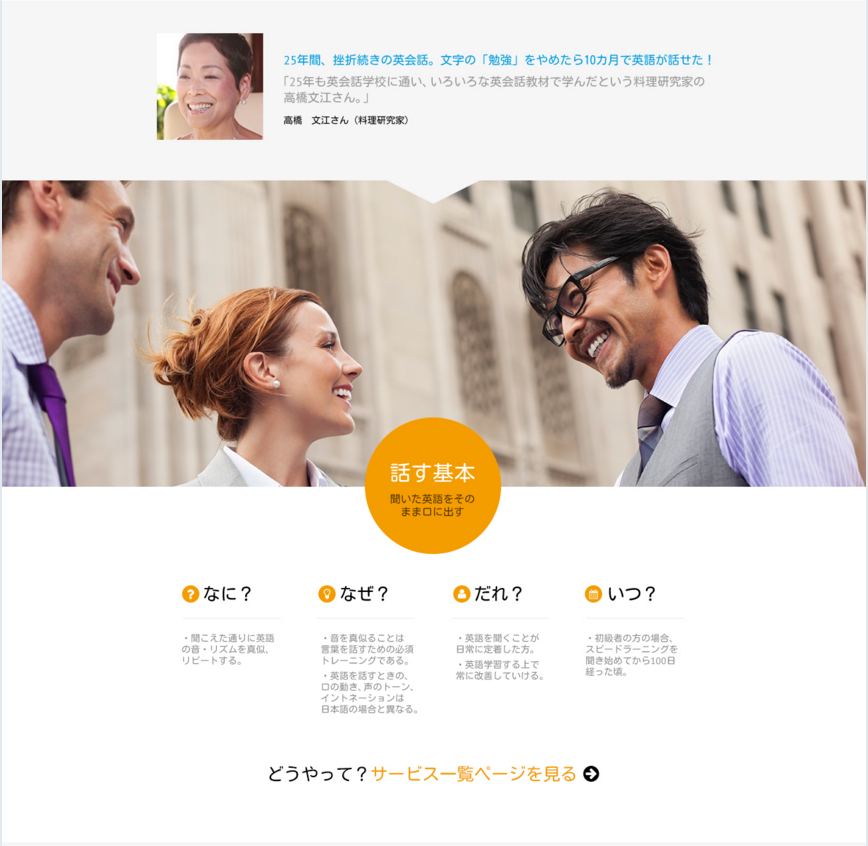 25年間、挫折続きの英会話。文字の「勉強」をやめたら10カ月で英語が話せた！
「25年も英会話学校に通い、いろいろな英会話教材で学んだという料理研究家の
高橋文江さん。」
高橋　文江さん（料理研究家）
話す基本
聞いた英語をその
まま口に出す
なに？
・聞こえた通りに英語
の音・リズムを真似、
リピートする。
なぜ？
・音を真似ることは
言葉を話すための必須
トレーニングである。
・英語を話すときの、
口の動き、声のトーン、
イントネーションは
日本語の場合と異なる。
だれ？
・英語を聞くことが
日常に定着した方。
・英語学習する上で
常に改善していける。
いつ？
・初級者の方の場合、
スピードラーニングを
聞き始めてから100日
経った頃。
どうやって？サービス一覧ページを見る